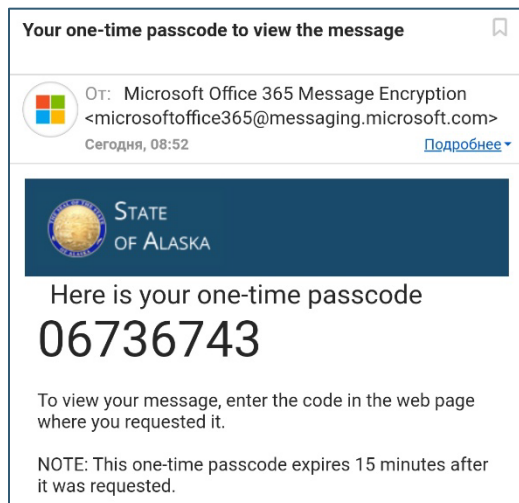 Your one-time passcode to view the message
От: Microsoft Office 365 Message Encryption
<microsoftoffice365@messaging.microsoft.com>
Сегодня, 08:52
Подробнее
STATE
OF ALASKA
Here is your one-time passcode
06736743
To view your message, enter the code in the web page
where you requested it.
NOTE: This one-time passcode expires 15 minutes after
it was requested.